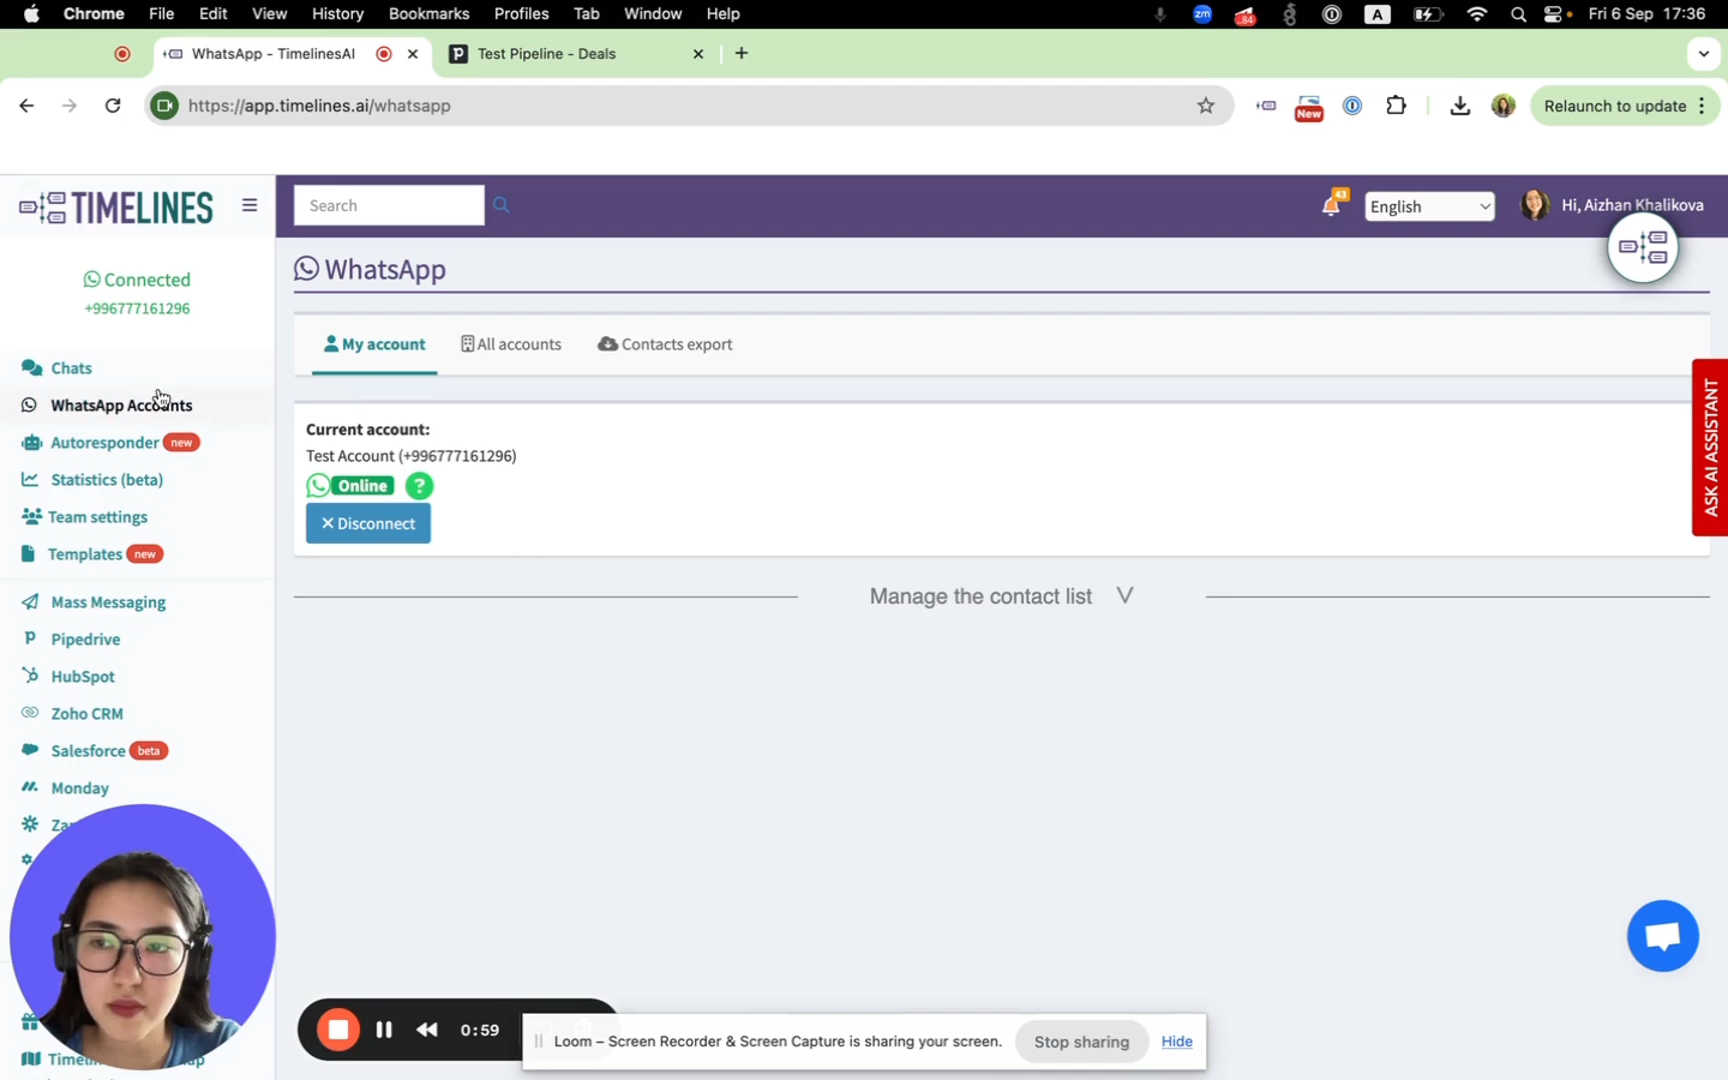 Chrome File Edit View History Bookmarks Profiles Tab Window Help zm 84 A Fri 6 Sep 17:36
WhatsApp - TimelinesAI
Test Pipeline - Deals
https://app.timelines.ai/whatsapp
New
Relaunch to update
TIMELINES
Search
43
English
Hi, Aizhan Khalikova
Connected
+996777161296
Chats
WhatsApp Accounts
Autoresponder new
Statistics (beta)
Team settings
Templates new
Mass Messaging
Pipedrive
HubSpot
Zoho CRM
Salesforce beta
Monday
WhatsApp
My account
All accounts
Contacts export
Current account:
Test Account (+996777161296)
Online ?
✕ Disconnect
Manage the contact list V
ASK AI ASSISTANT
0:59
Loom – Screen Recorder & Screen Capture is sharing your screen.
Stop sharing
Hide